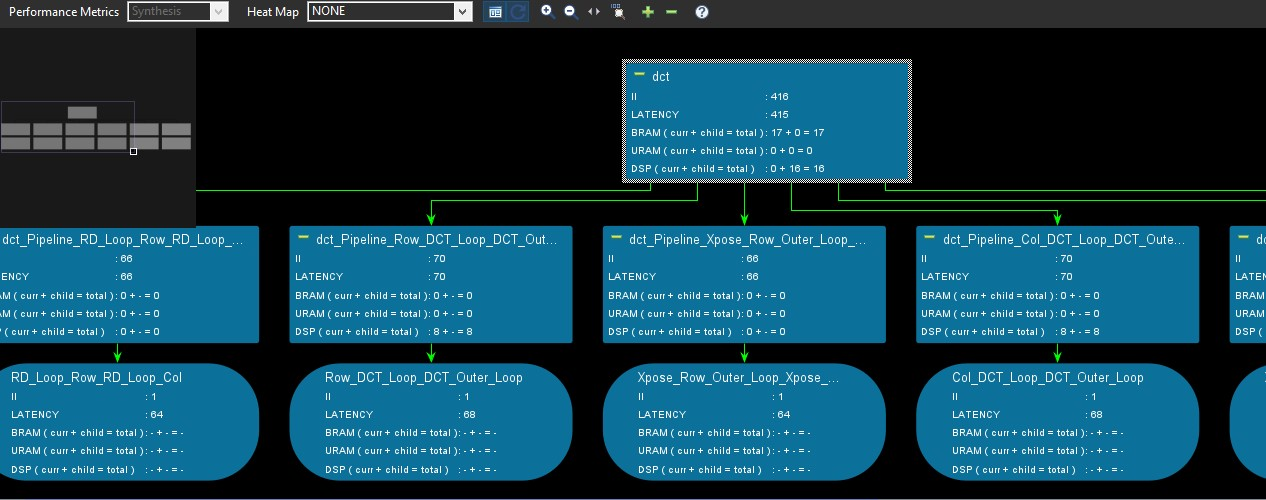 Performance Metrics Synthesis Heat Map NONE
dct
II : 416
LATENCY : 415
BRAM ( curr + child = total ) : 17 + 0 = 17
URAM ( curr + child = total ) : 0 + 0 = 0
DSP ( curr + child = total ) : 0 + 16 = 16
dct_Pipeline_RD_Loop_Row_RD_Loop_...
: 66
ENCY : 66
AM ( curr + child = total ) : 0 + - = 0
AM ( curr + child = total ) : 0 + - = 0
P ( curr + child = total ) : 0 + - = 0
dct_Pipeline_Row_DCT_Loop_DCT_Out...
II : 70
LATENCY : 70
BRAM ( curr + child = total ) : 0 + - = 0
URAM ( curr + child = total ) : 0 + - = 0
DSP ( curr + child = total ) : 8 + - = 8
dct_Pipeline_Xpose_Row_Outer_Loop_...
II : 66
LATENCY : 66
BRAM ( curr + child = total ) : 0 + - = 0
URAM ( curr + child = total ) : 0 + - = 0
DSP ( curr + child = total ) : 0 + - = 0
dct_Pipeline_Col_DCT_Loop_DCT_Oute...
II : 70
LATENCY : 70
BRAM ( curr + child = total ) : 0 + - = 0
URAM ( curr + child = total ) : 0 + - = 0
DSP ( curr + child = total ) : 8 + - = 8
dc
II
LATEN
BRAM
URAM
DSP (
RD_Loop_Row_RD_Loop_Col
II : 1
LATENCY : 64
BRAM ( curr + child = total ) : - + - = -
URAM ( curr + child = total ) : - + - = -
DSP ( curr + child = total ) : - + - = -
Row_DCT_Loop_DCT_Outer_Loop
II : 1
LATENCY : 68
BRAM ( curr + child = total ) : - + - = -
URAM ( curr + child = total ) : - + - = -
DSP ( curr + child = total ) : - + - = -
Xpose_Row_Outer_Loop_Xpose_...
II : 1
LATENCY : 64
BRAM ( curr + child = total ) : - + - = -
URAM ( curr + child = total ) : - + - = -
DSP ( curr + child = total ) : - + - = -
Col_DCT_Loop_DCT_Outer_Loop
II : 1
LATENCY : 68
BRAM ( curr + child = total ) : - + - = -
URAM ( curr + child = total ) : - + - = -
DSP ( curr + child = total ) : - + - = -